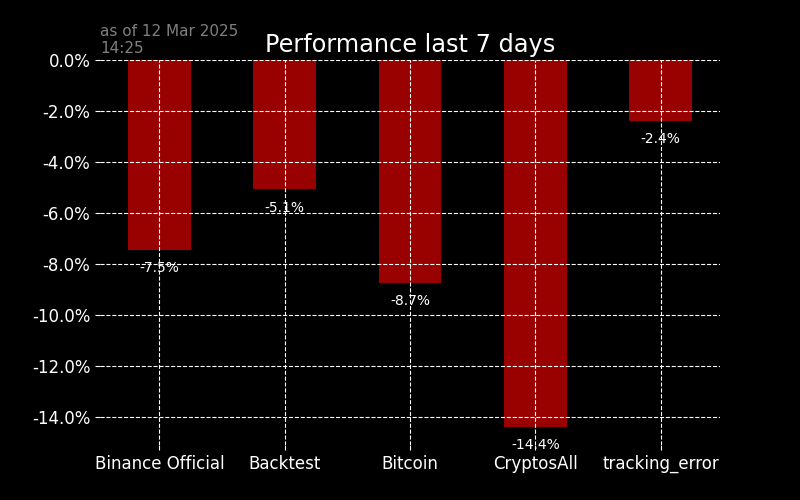 as of 12 Mar 2025
14:25
Performance last 7 days
0.0%
-2.0%
-4.0%
-6.0%
-8.0%
-10.0%
-12.0%
-14.0%
-7.5%
-5.1%
-8.7%
-14.4%
-2.4%
Binance Official
Backtest
Bitcoin
CryptosAll
tracking_error